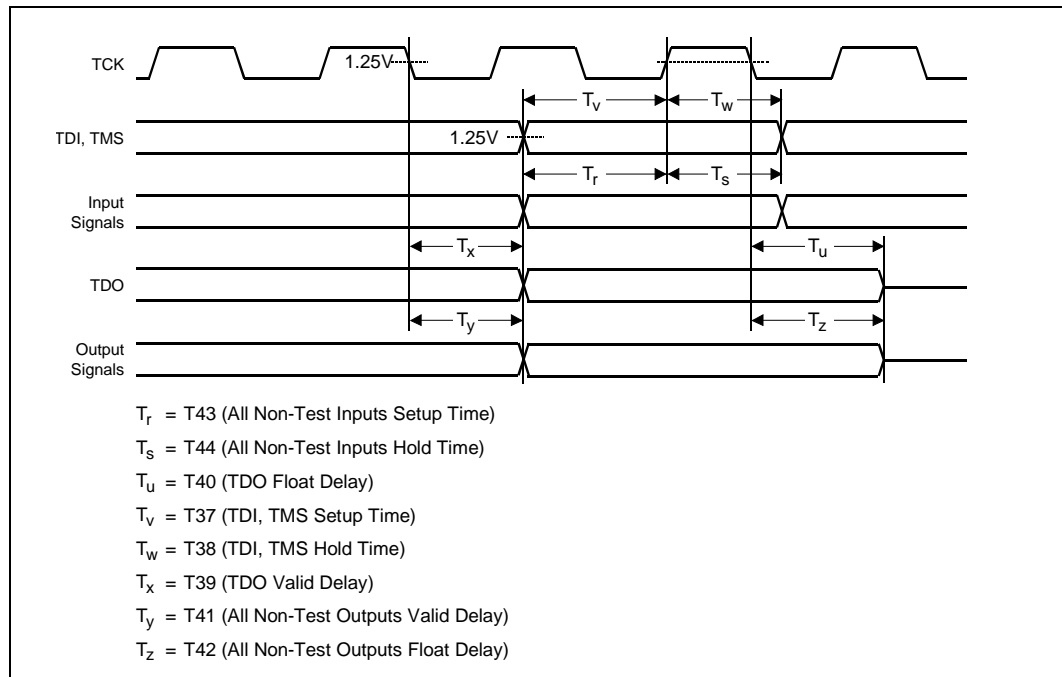 TCK
1.25V
Tv
Tw
TDI, TMS
1.25V
Tr
Ts
Input
Signals
Tx
Tu
TDO
Ty
Tz
Output
Signals
Tr = T43 (All Non-Test Inputs Setup Time)
Ts = T44 (All Non-Test Inputs Hold Time)
Tu = T40 (TDO Float Delay)
Tv = T37 (TDI, TMS Setup Time)
Tw = T38 (TDI, TMS Hold Time)
Tx = T39 (TDO Valid Delay)
Ty = T41 (All Non-Test Outputs Valid Delay)
Tz = T42 (All Non-Test Outputs Float Delay)